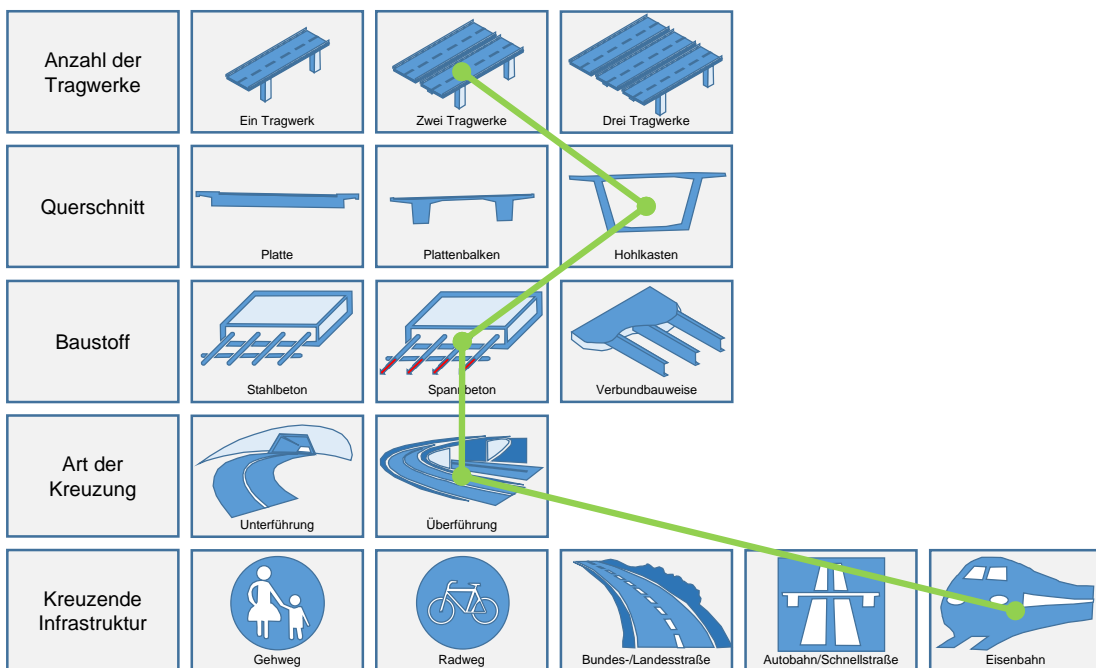 Anzahl der
Tragwerke
Ein Tragwerk
Zwei Tragwerke
Drei Tragwerke
Querschnitt
Platte
Plattenbalken
Hohlkasten
Baustoff
Stahlbeton
Spannbeton
Verbundbauweise
Art der
Kreuzung
Unterführung
Überführung
Kreuzende
Infrastruktur
Gehweg
Radweg
Bundes-/Landesstraße
Autobahn/Schnellstraße
Eisenbahn